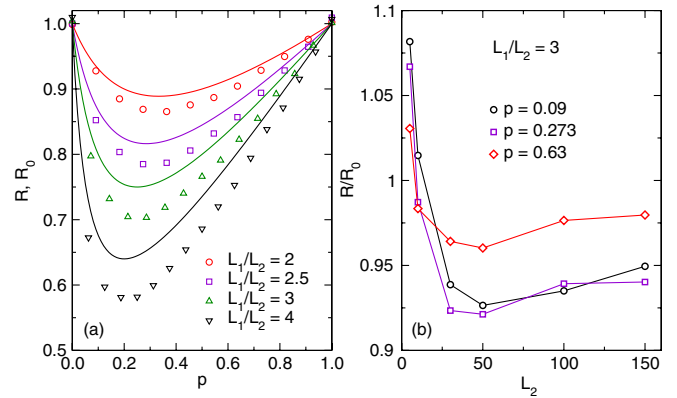 1.0
0.9
0.8
0.7
0.6
0.5
R, R₀
0.0
0.2
0.4
0.6
0.8
1.0
p
(a)
L₁/L₂ = 2
L₁/L₂ = 2.5
L₁/L₂ = 3
L₁/L₂ = 4
1.1
1.05
1
0.95
0.9
R/R₀
0
50
100
150
L₂
(b)
L₁/L₂ = 3
p = 0.09
p = 0.273
p = 0.63